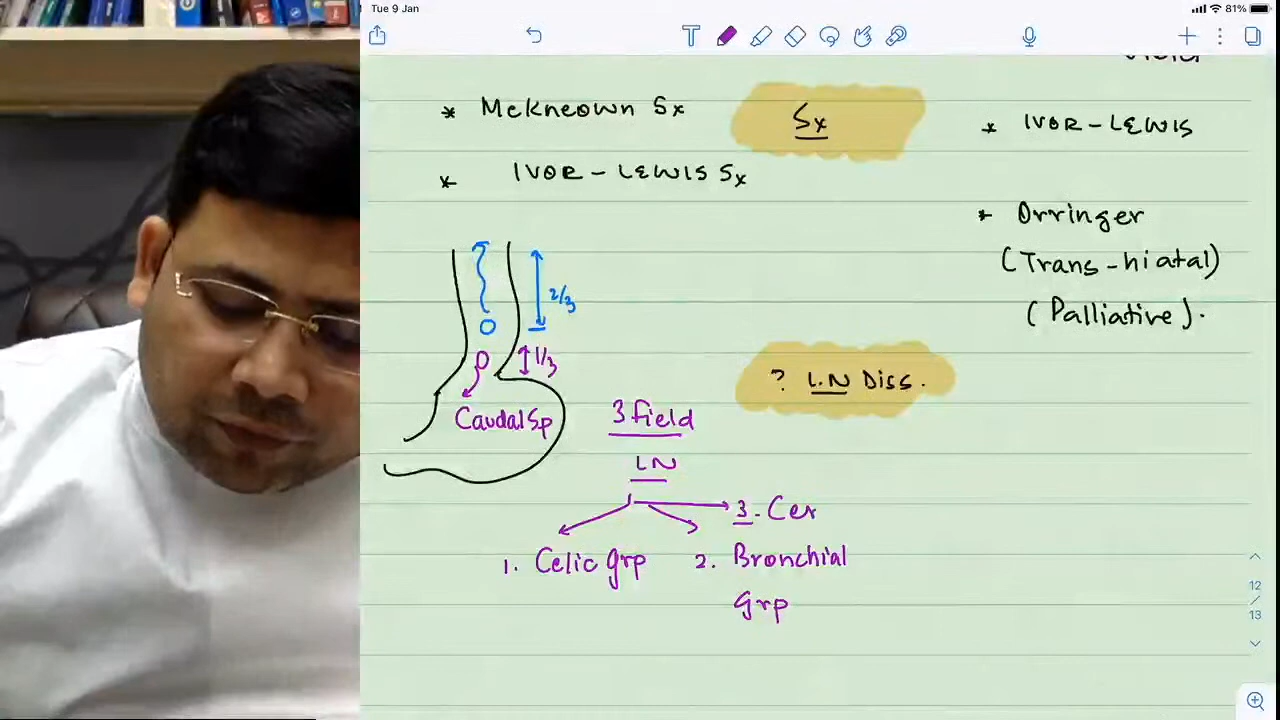 Tue 9 Jan
81%
T
* Mckneown Sx
Sx
* IVOR-LEWIS
* IVOR-LEWIS Sx
* Orringer
(Trans-hiatal)
(Palliative).
2/3
1/3
Caudal Sp
? L.N Diss.
3 field
LN
3. Cer
1. Celic grp
2. Bronchial
Grp
12
/
13